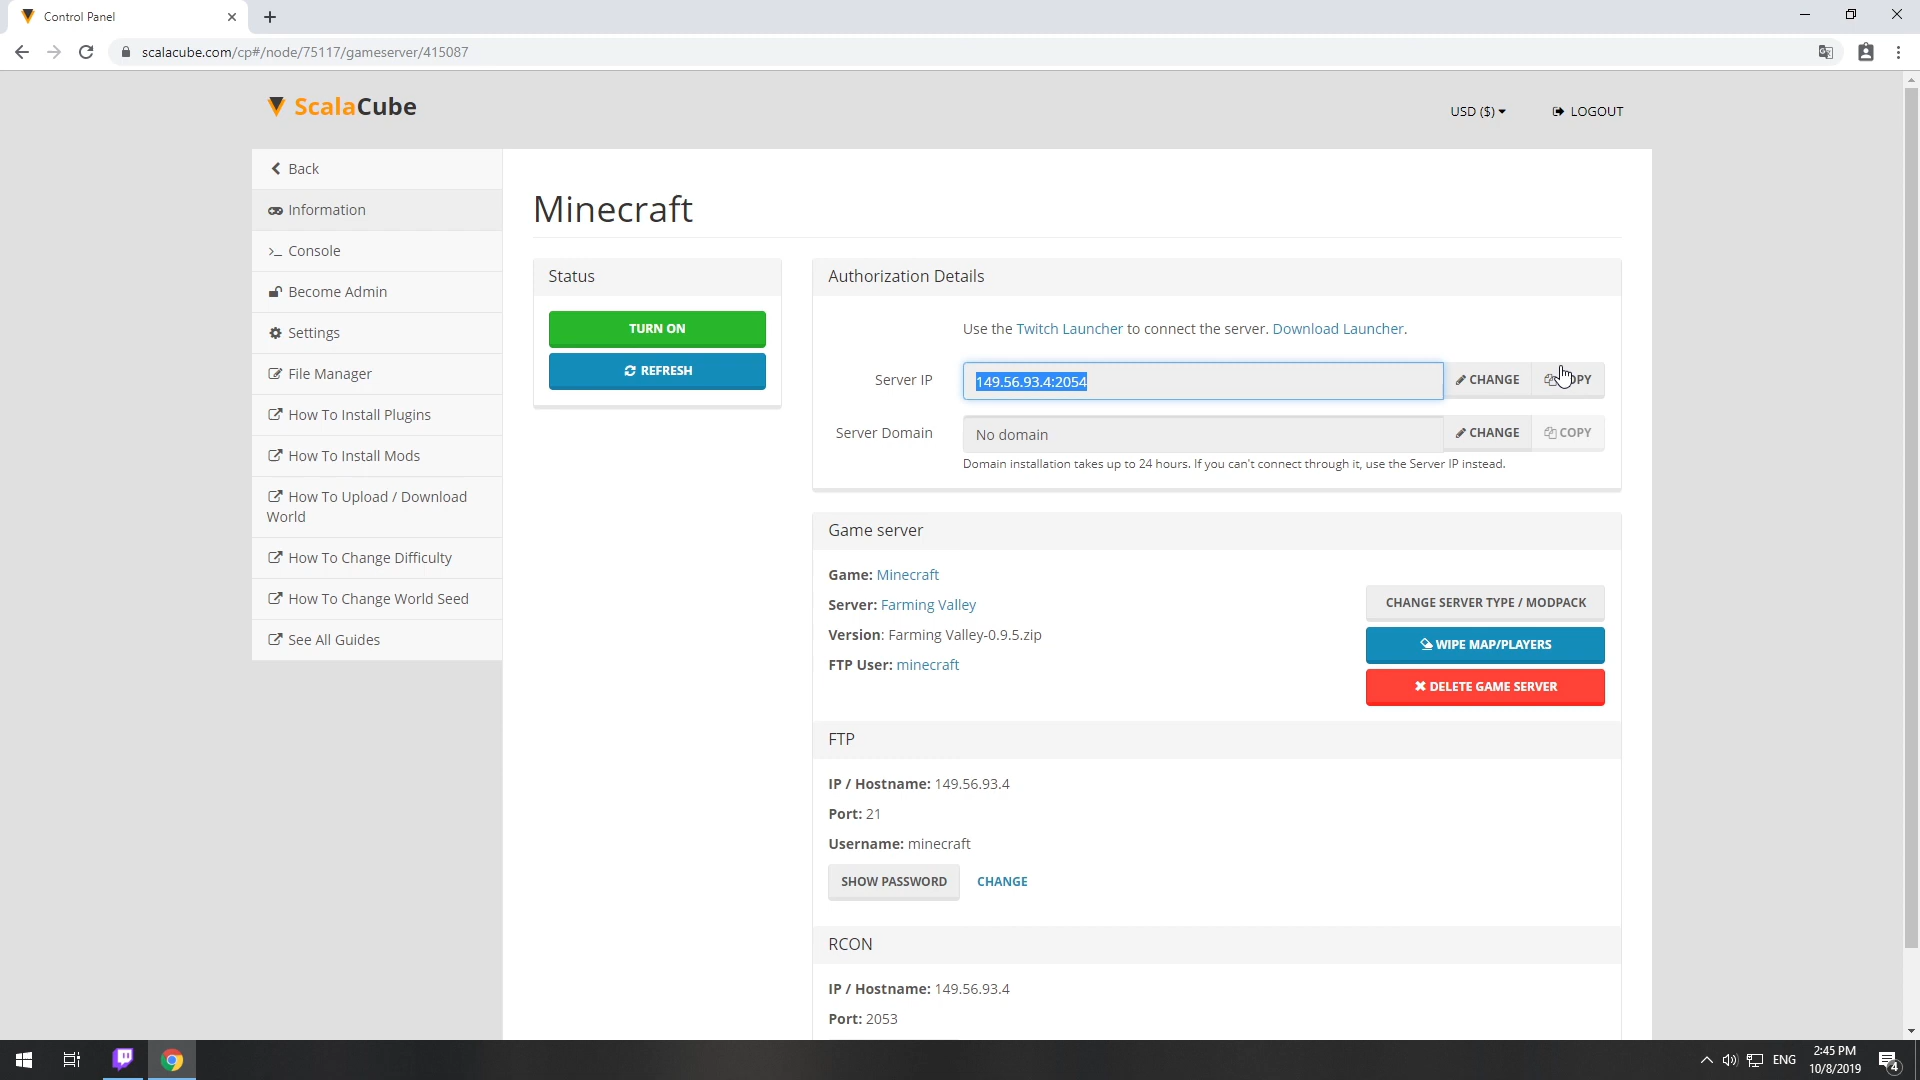 Control Panel
scalacube.com/cp#/node/75117/gameserver/415087
ScalaCube
USD ($)
LOGOUT
Back
Information
Console
Become Admin
Settings
File Manager
How To Install Plugins
How To Install Mods
How To Upload / Download
World
How To Change Difficulty
How To Change World Seed
See All Guides
Minecraft
Status
TURN ON
REFRESH
Authorization Details
Use the Twitch Launcher to connect the server. Download Launcher.
Server IP
149.56.93.4:2054
CHANGE
Server Domain
No domain
CHANGE
COPY
Domain installation takes up to 24 hours. If you can't connect through it, use the Server IP instead.
Game server
Game: Minecraft
Server: Farming Valley
Version: Farming Valley-0.9.5.zip
FTP User: minecraft
CHANGE SERVER TYPE / MODPACK
WIPE MAP/PLAYERS
DELETE GAME SERVER
FTP
IP / Hostname: 149.56.93.4
Port: 21
Username: minecraft
SHOW PASSWORD
CHANGE
RCON
IP / Hostname: 149.56.93.4
Port: 2053
ENG
2:45 PM
10/8/2019
4